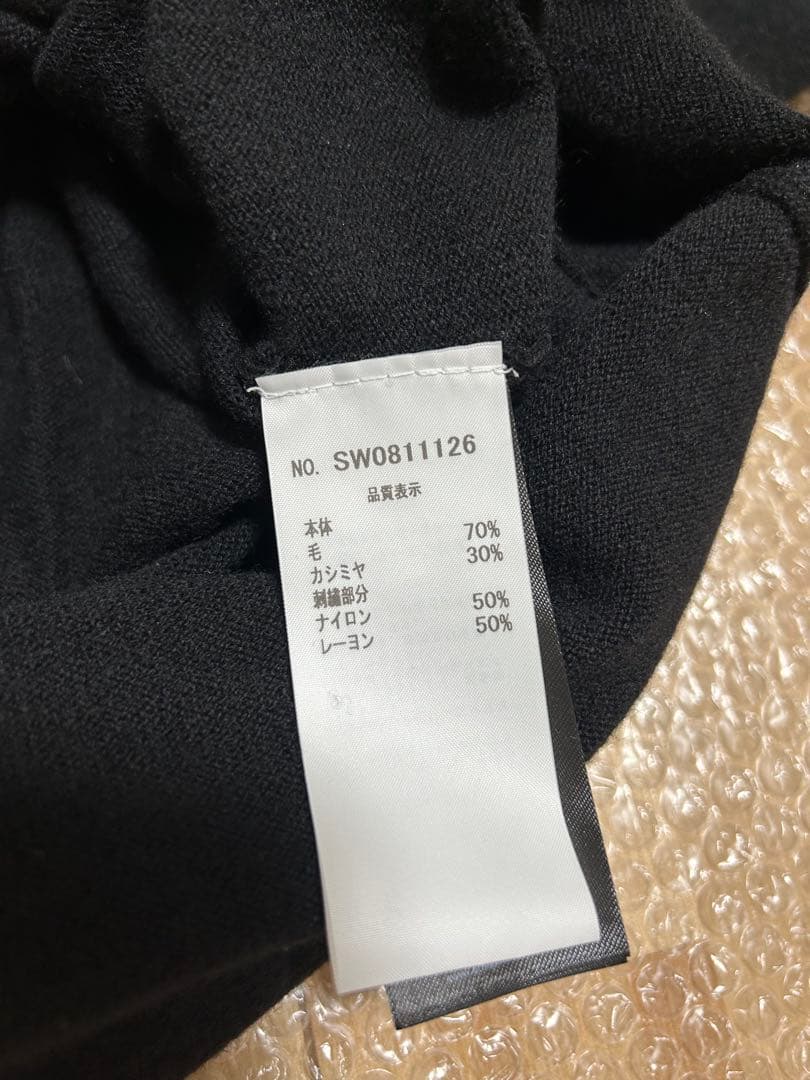 NO. SW0811126
品質表示
本体
毛 70%
カシミヤ 30%
刺繍部分
ナイロン 50%
レーヨン 50%